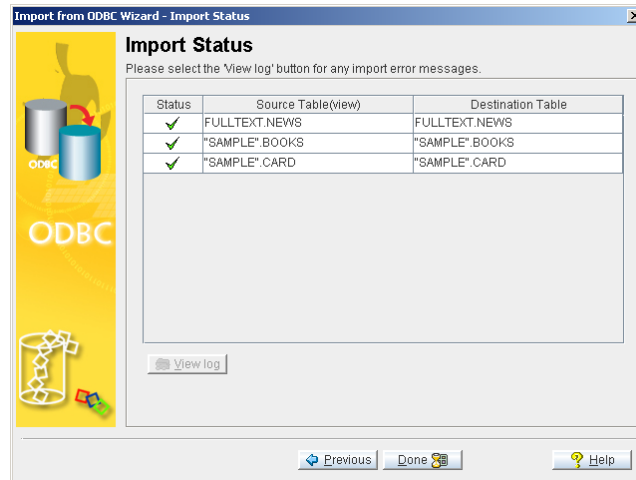 Import from ODBC Wizard - Import Status
Import Status
Please select the 'View log' button for any import error messages.
Status Source Table(view) Destination Table
FULLTEXT.NEWS FULLTEXT.NEWS
"SAMPLE".BOOKS "SAMPLE".BOOKS
"SAMPLE".CARD "SAMPLE".CARD
ODBC
ODBC
View log
Previous Done Help